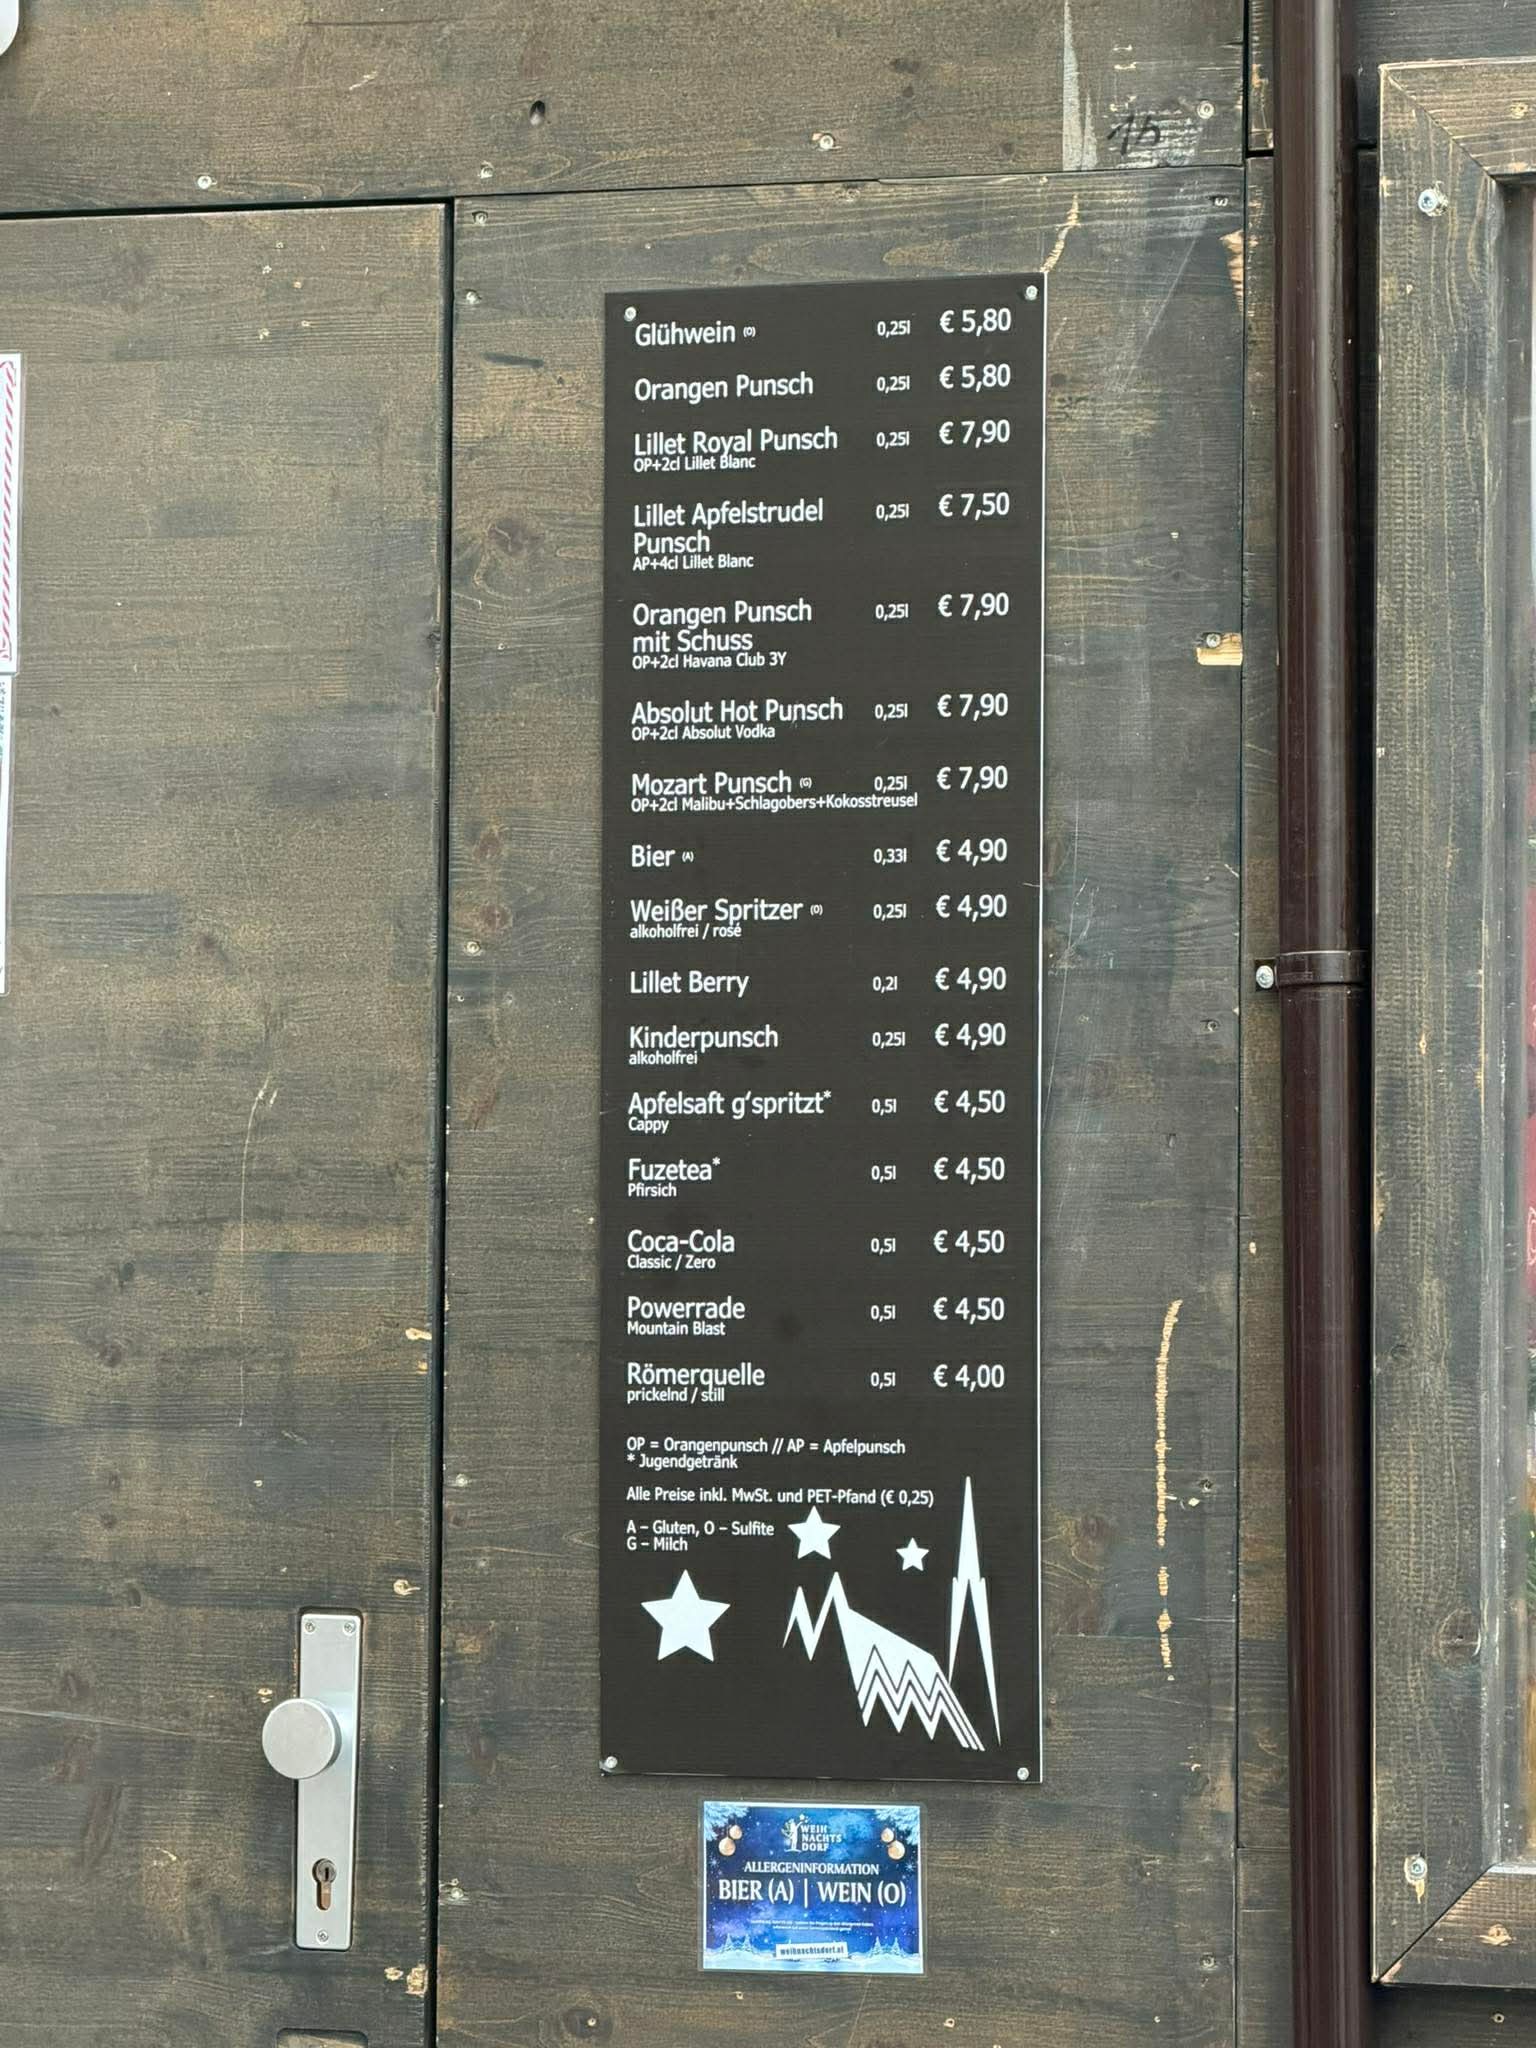 15
Glühwein (O) 0,25l € 5,80
Orangen Punsch 0,25l € 5,80
Lillet Royal Punsch 0,25l € 7,90
OP+2cl Lillet Blanc
Lillet Apfelstrudel 0,25l € 7,50
Punsch
AP+4cl Lillet Blanc
Orangen Punsch 0,25l € 7,90
mit Schuss
OP+2cl Havana Club 3Y
Absolut Hot Punsch 0,25l € 7,90
OP+2cl Absolut Vodka
Mozart Punsch (G) 0,25l € 7,90
OP+2cl Malibu+Schlagobers+Kokosstreusel
Bier (A) 0,33l € 4,90
Weißer Spritzer (O) 0,25l € 4,90
alkoholfrei / rosé
Lillet Berry 0,2l € 4,90
Kinderpunsch 0,25l € 4,90
alkoholfrei
Apfelsaft g'spritzt* 0,5l € 4,50
Cappy
Fuzetea* 0,5l € 4,50
Pfirsich
Coca-Cola 0,5l € 4,50
Classic / Zero
Powerrade 0,5l € 4,50
Mountain Blast
Römerquelle 0,5l € 4,00
prickelnd / still
OP = Orangenpunsch // AP = Apfelpunsch
* Jugendgetränk
Alle Preise inkl. MwSt. und PET-Pfand (€ 0,25)
A – Gluten, O – Sulfite
G – Milch
WEIH
NACHTS
DORF
ALLERGENINFORMATION
BIER (A) | WEIN (O)
weihnachtsdorf.at